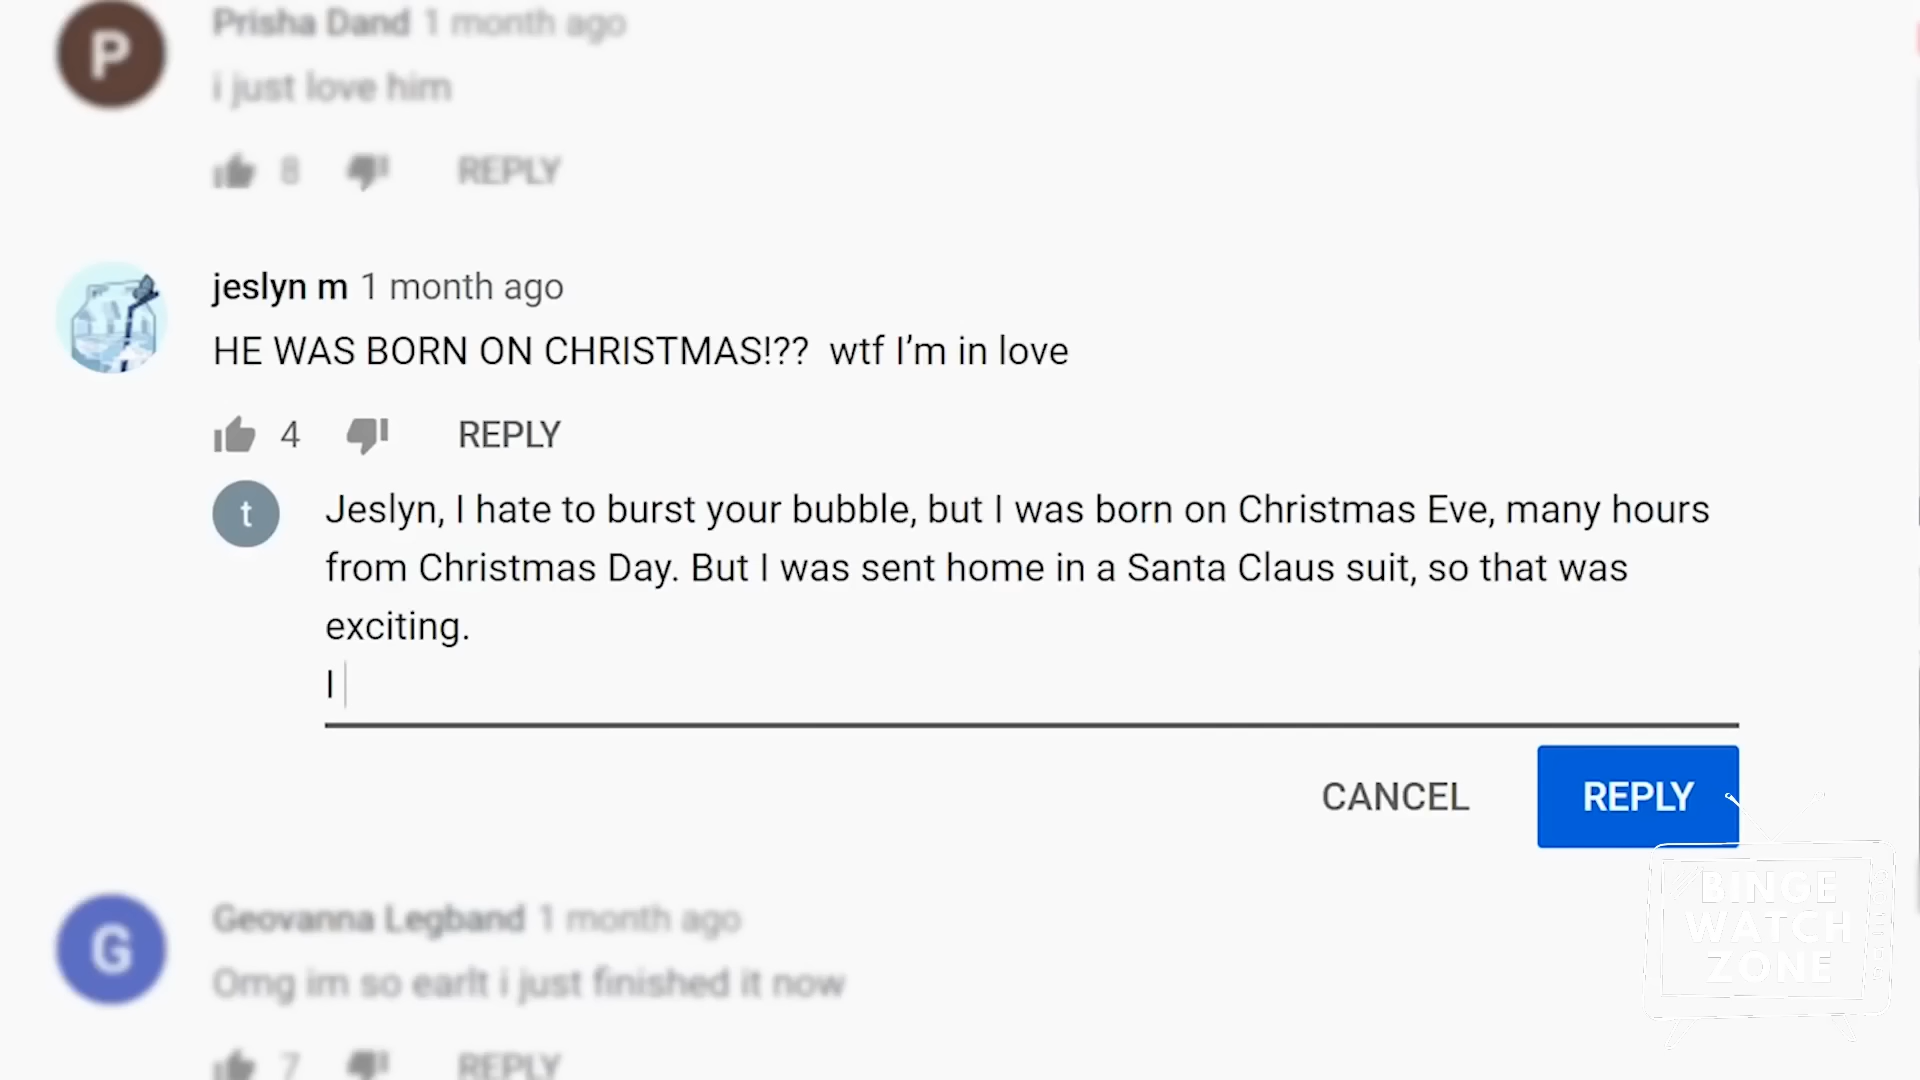 P
Prisha Dand 1 month ago
i just love him
8 REPLY
jeslyn m 1 month ago
HE WAS BORN ON CHRISTMAS!??  wtf I’m in love
4 REPLY
t
Jeslyn, I hate to burst your bubble, but I was born on Christmas Eve, many hours
from Christmas Day. But I was sent home in a Santa Claus suit, so that was
exciting.
I
CANCEL REPLY
G
Geovanna Legband 1 month ago
Omg im so earlt i just finished it now
7 REPLY
BINGE
WATCH
ZONE